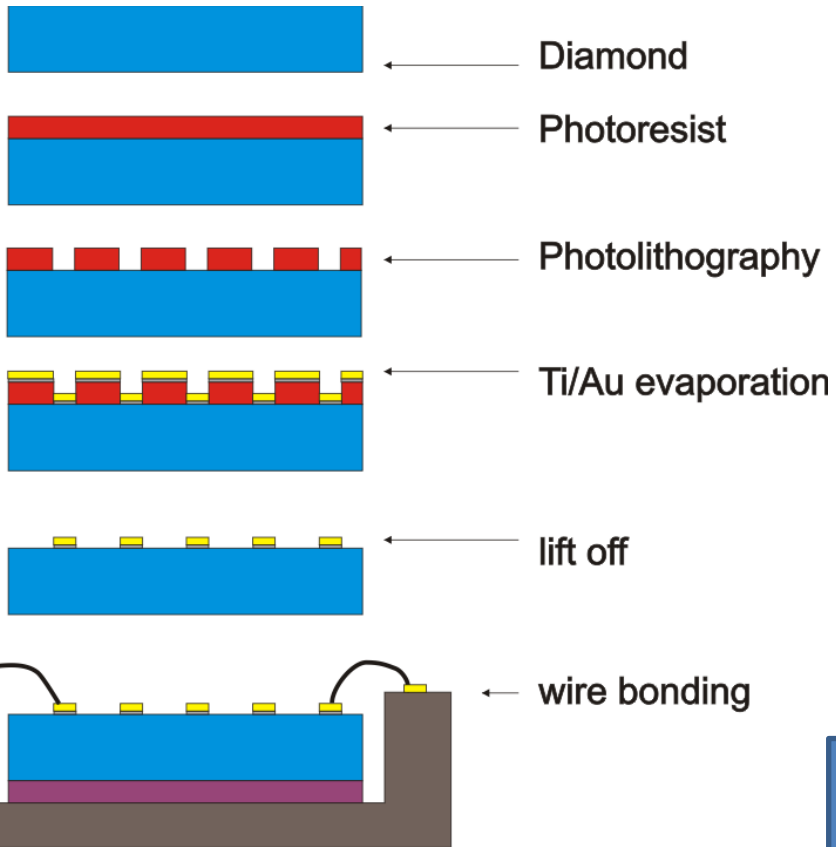 Diamond
Photoresist
Photolithography
Ti/Au evaporation
lift off
wire bonding